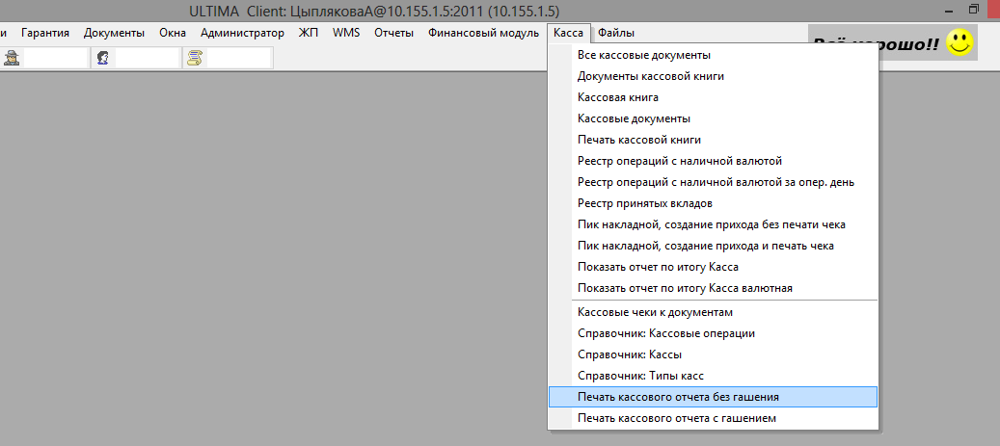 ULTIMA Client: ЦыпляковаА@10.155.1.5:2011 (10.155.1.5)
и Гарантия Документы Окна Администратор ЖП WMS Отчеты Финансовый модуль Касса Файлы
орошо!!
Все кассовые документы
Документы кассовой книги
Кассовая книга
Кассовые документы
Печать кассовой книги
Реестр операций с наличной валютой
Реестр операций с наличной валютой за опер. день
Реестр принятых вкладов
Пик накладной, создание прихода без печати чека
Пик накладной, создание прихода и печать чека
Показать отчет по итогу Касса
Показать отчет по итогу Касса валютная
Кассовые чеки к документам
Справочник: Кассовые операции
Справочник: Кассы
Справочник: Типы касс
Печать кассового отчета без гашения
Печать кассового отчета с гашением